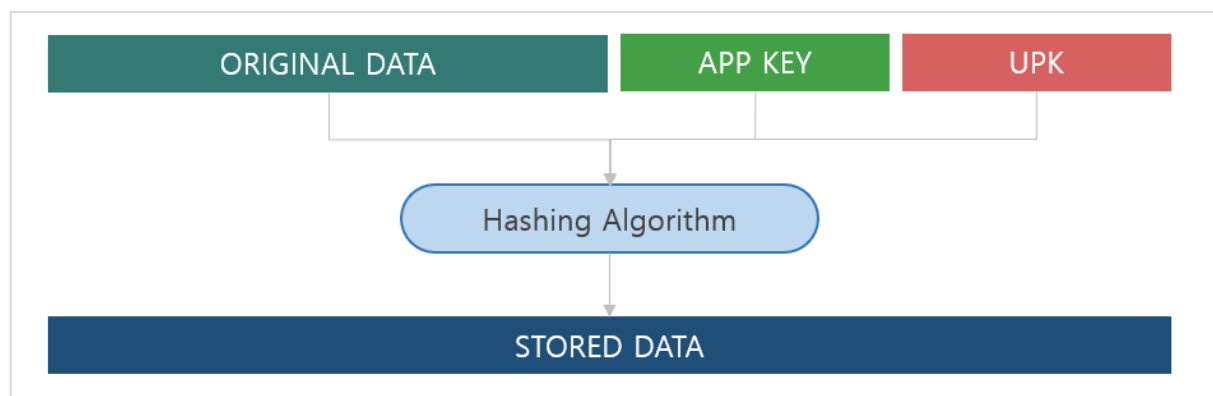 ORIGINAL DATA
APP KEY
UPK
Hashing Algorithm
STORED DATA